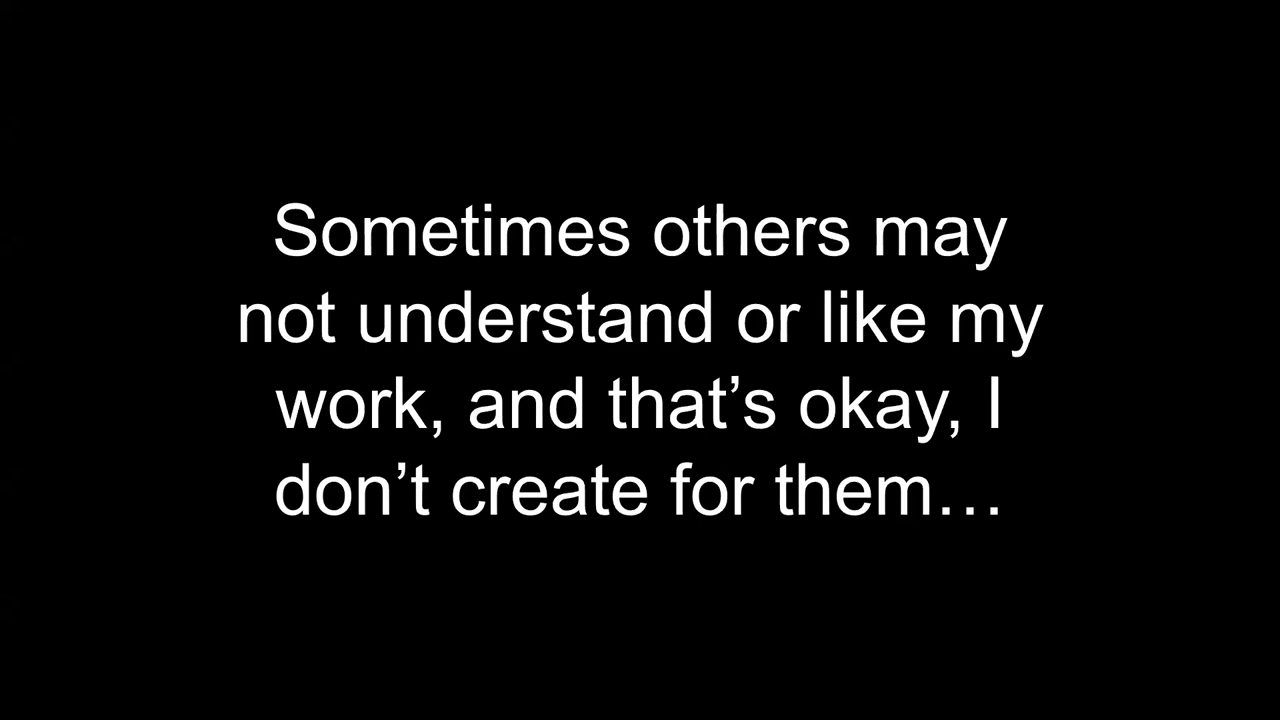 Sometimes others may
not understand or like my
work, and that’s okay, I
don’t create for them…